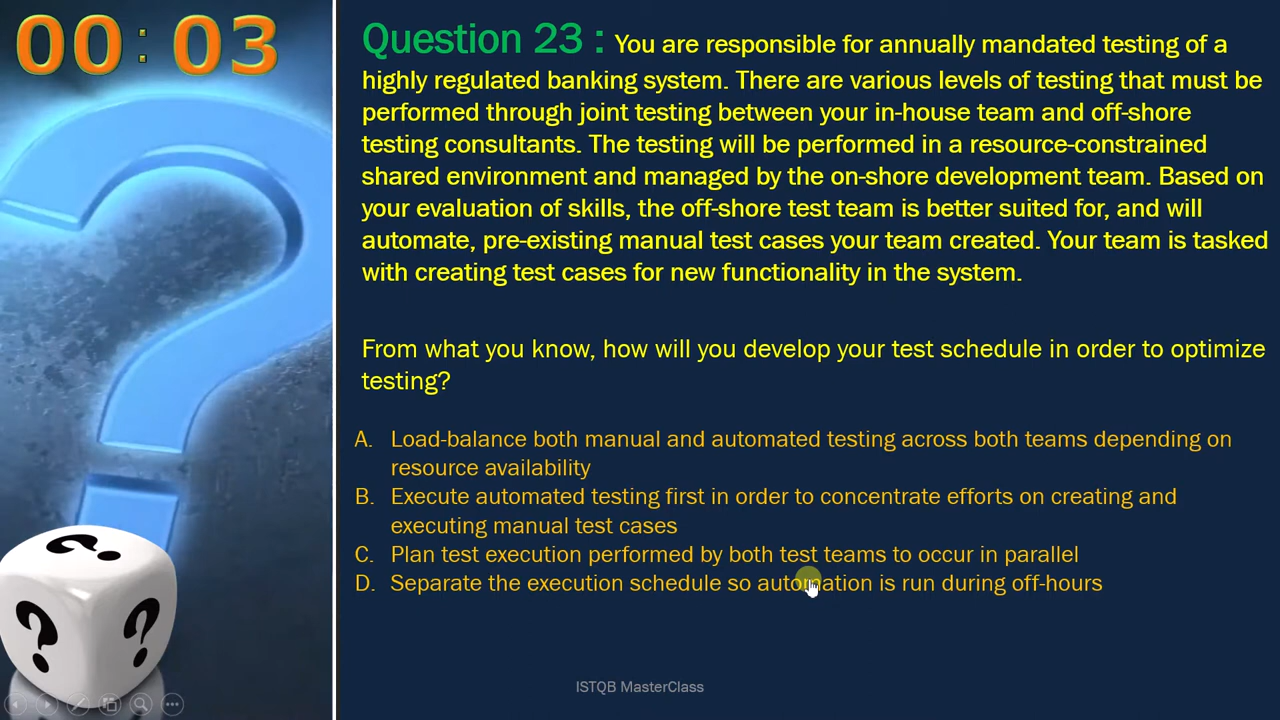 00:03
Question 23 : You are responsible for annually mandated testing of a
highly regulated banking system. There are various levels of testing that must be
performed through joint testing between your in-house team and off-shore
testing consultants. The testing will be performed in a resource-constrained
shared environment and managed by the on-shore development team. Based on
your evaluation of skills, the off-shore test team is better suited for, and will
automate, pre-existing manual test cases your team created. Your team is tasked
with creating test cases for new functionality in the system.
From what you know, how will you develop your test schedule in order to optimize
testing?
A. Load-balance both manual and automated testing across both teams depending on
resource availability
B. Execute automated testing first in order to concentrate efforts on creating and
executing manual test cases
C. Plan test execution performed by both test teams to occur in parallel
D. Separate the execution schedule so automation is run during off-hours
ISTQB MasterClass